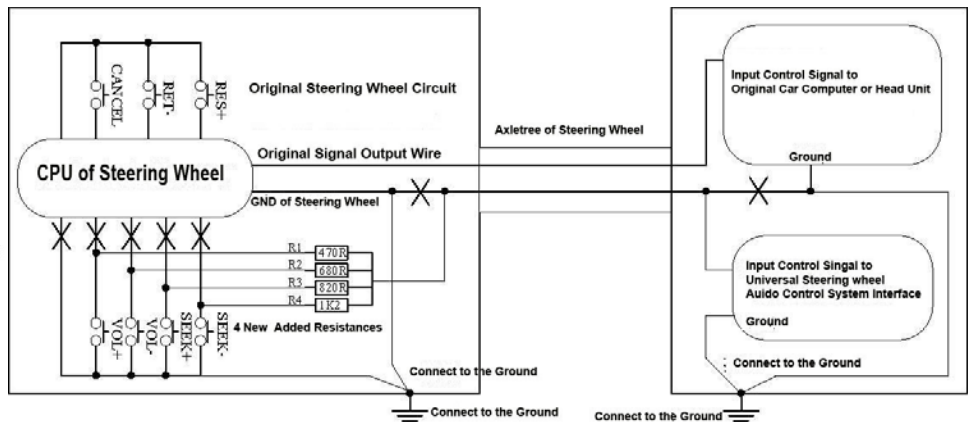 CANCEL
RET-
RES+
Original Steering Wheel Circuit
Original Signal Output Wire
CPU of Steering Wheel
GND of Steering Wheel
R1 470R
R2 680R
R3 820R
R4 1K2
4 New Added Resistances
VOL+
VOL-
SEEK+
SEEK-
Connect to the Ground
Connect to the Ground
Axletree of Steering Wheel
Input Control Signal to
Original Car Computer or Head Unit
Ground
Input Control Singal to
Universal Steering wheel
Auido Control System Interface
Ground
Connect to the Ground
Connect to the Ground